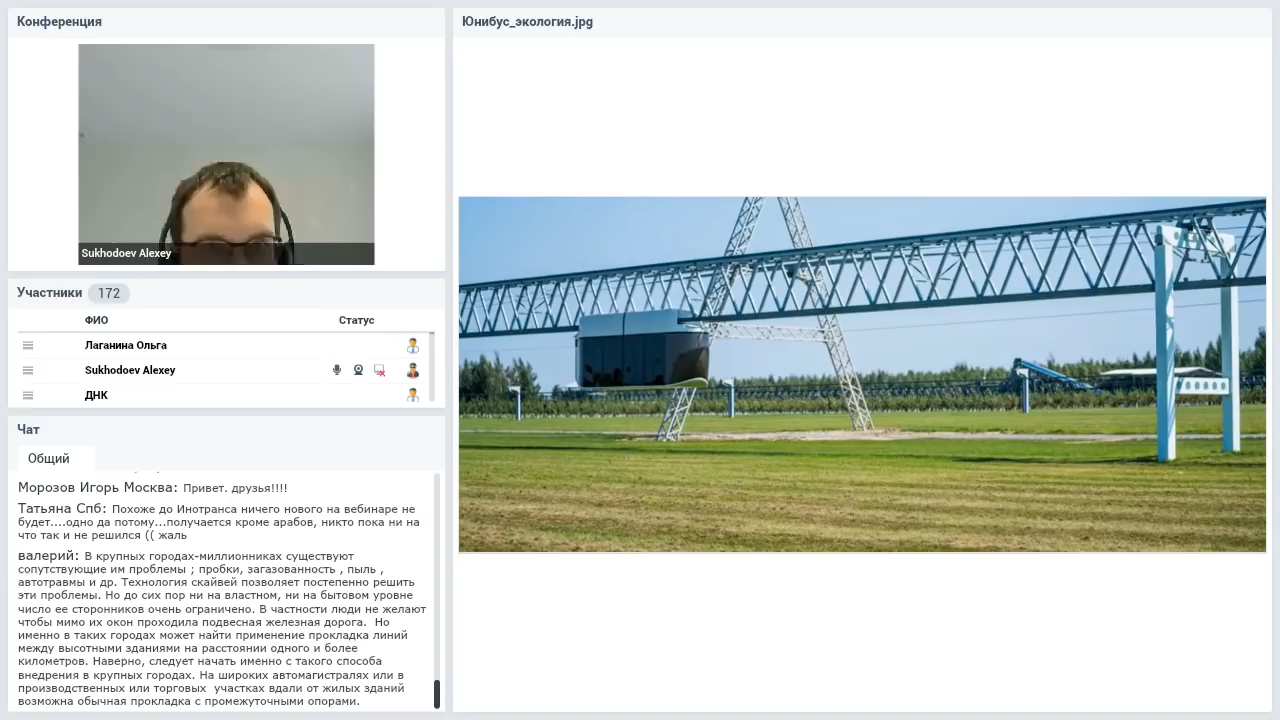 Конференция
Sukhodoev Alexey
Участники 172
ФИО Статус
Лаганина Ольга
Sukhodoev Alexey
ДНК
Чат
Общий
Морозов Игорь Москва: Привет. друзья!!!!
Татьяна Спб: Похоже до Инотранса ничего нового на вебинаре не
будет....одно да потому...получается кроме арабов, никто пока ни на
что так и не решился (( жаль
валерий: В крупных городах-миллионниках существуют
сопутствующие им проблемы ; пробки, загазованность , пыль ,
автотравмы и др. Технология скайвей позволяет постепенно решить
эти проблемы. Но до сих пор ни на властном, ни на бытовом уровне
число ее сторонников очень ограничено. В частности люди не желают
чтобы мимо их окон проходила подвесная железная дорога.  Но
именно в таких городах может найти применение прокладка линий
между высотными зданиями на расстоянии одного и более
километров. Наверно, следует начать именно с такого способа
внедрения в крупных городах. На широких автомагистралях или в
производственных или торговых  участках вдали от жилых зданий
возможна обычная прокладка с промежуточными опорами.
Юнибус_экология.jpg